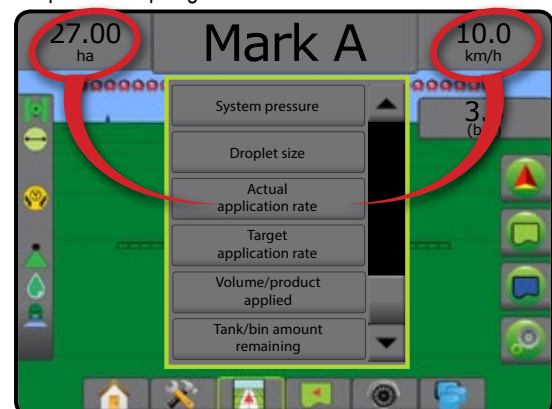 27.00
ha
Mark A
10.0
km/h
3.
System pressure
Droplet size
Actual
application rate
Target
application rate
Volume/product
applied
Tank/bin amount
remaining